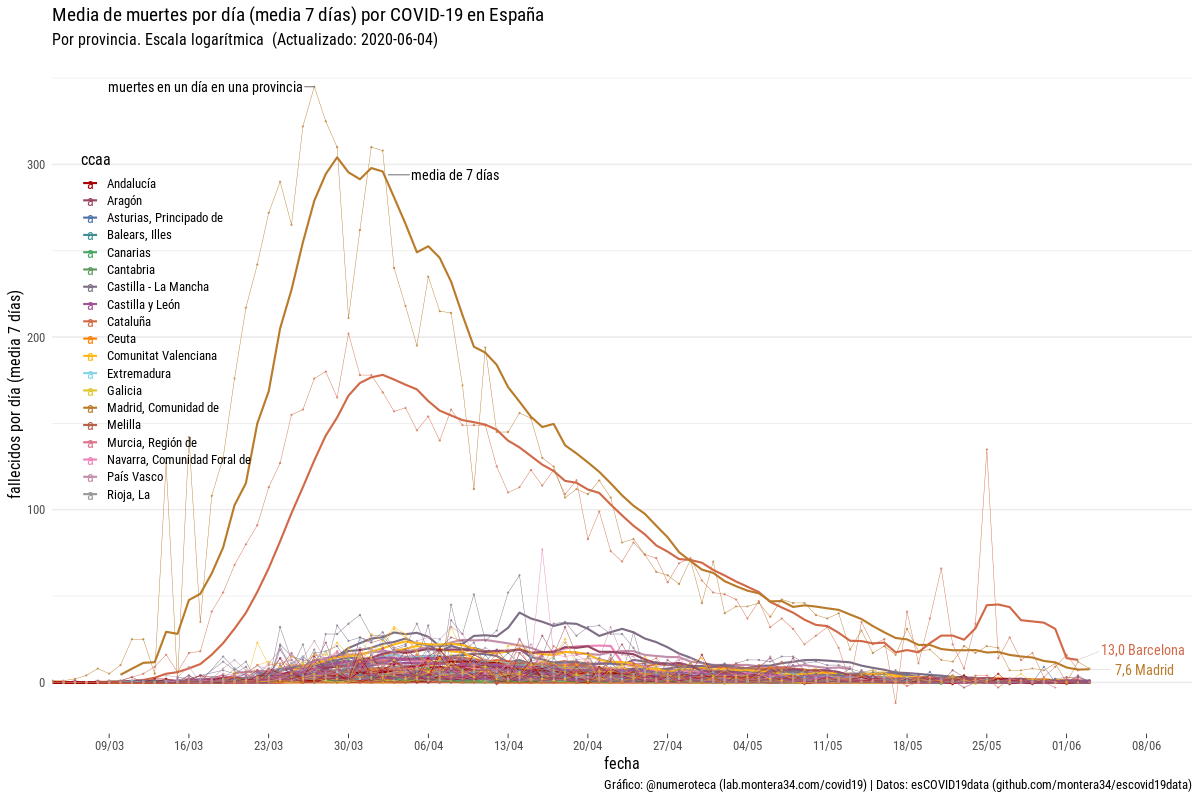 Media de muertes por día (media 7 días) por COVID-19 en España
Por provincia. Escala logarítmica (Actualizado: 2020-06-04)
muertes en un día en una provincia
media de 7 días
ccaa
Andalucía
Aragón
Asturias, Principado de
Balears, Illes
Canarias
Cantabria
Castilla - La Mancha
Castilla y León
Cataluña
Ceuta
Comunitat Valenciana
Extremadura
Galicia
Madrid, Comunidad de
Melilla
Murcia, Región de
Navarra, Comunidad Foral de
País Vasco
Rioja, La
fallecidos por día (media 7 días)
300
200
100
0
13,0 Barcelona
7,6 Madrid
09/03 16/03 23/03 30/03 06/04 13/04 20/04 27/04 04/05 11/05 18/05 25/05 01/06 08/06
fecha
Gráfico: @numeroteca (lab.montera34.com/covid19) | Datos: esCOVID19data (github.com/montera34/escovid19data)